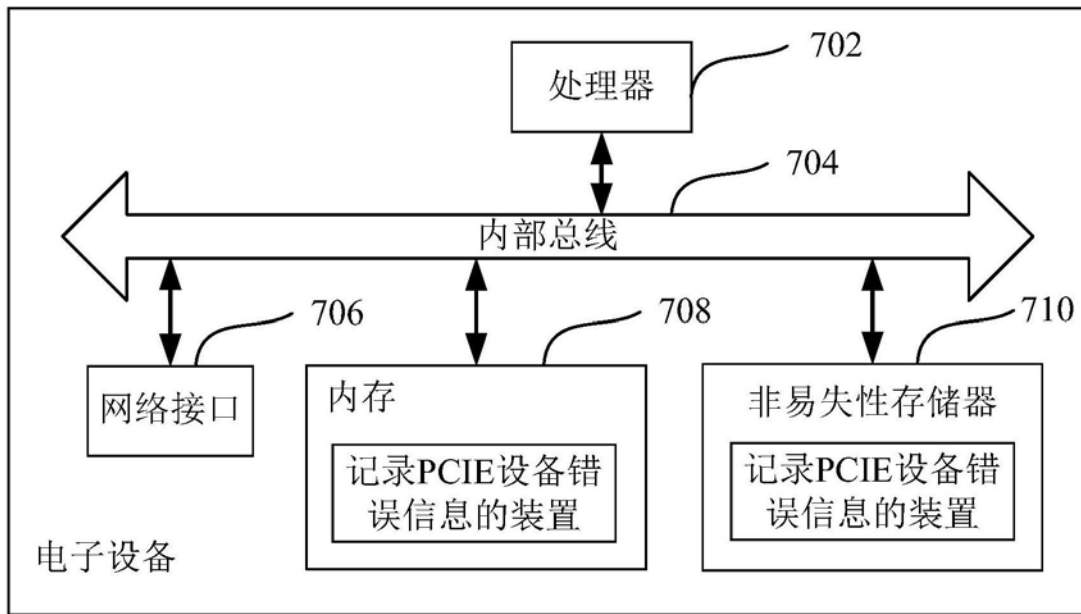 702
处理器
704
内部总线
706
708
710
网络接口
内存
记录PCIE设备错
误信息的装置
非易失性存储器
记录PCIE设备错
误信息的装置
电子设备